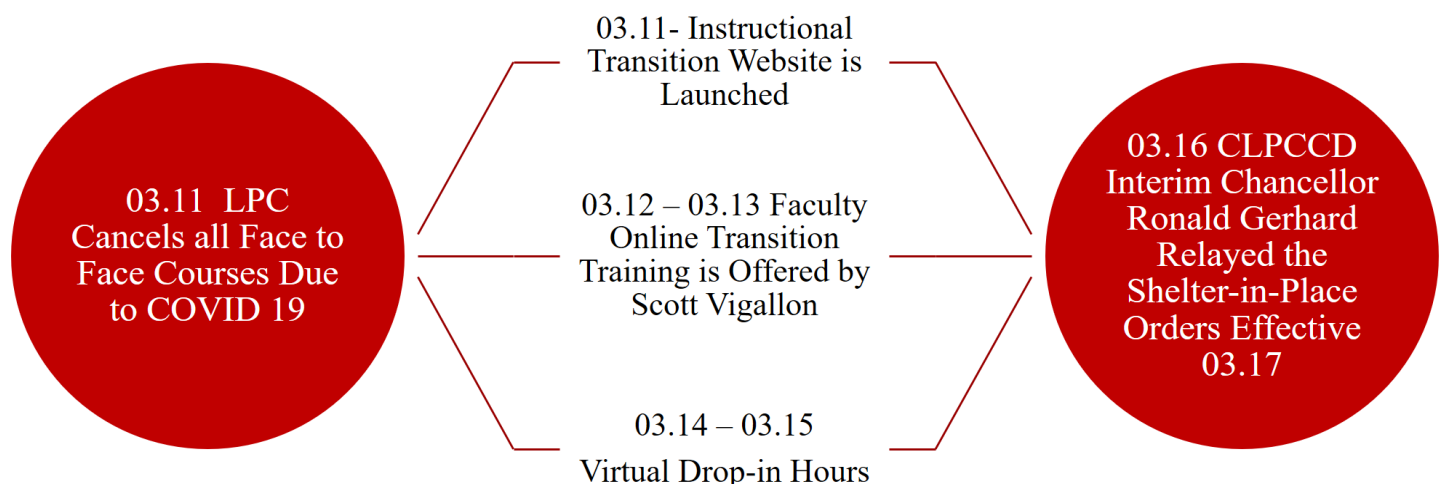 03.11  LPC
Cancels all Face to
Face Courses Due
to COVID 19
03.11- Instructional
Transition Website is
Launched
03.12 – 03.13 Faculty
Online Transition
Training is Offered by
Scott Vigallon
03.14 – 03.15
Virtual Drop-in Hours
03.16 CLPCCD
Interim Chancellor
Ronald Gerhard
Relayed the
Shelter-in-Place
Orders Effective
03.17